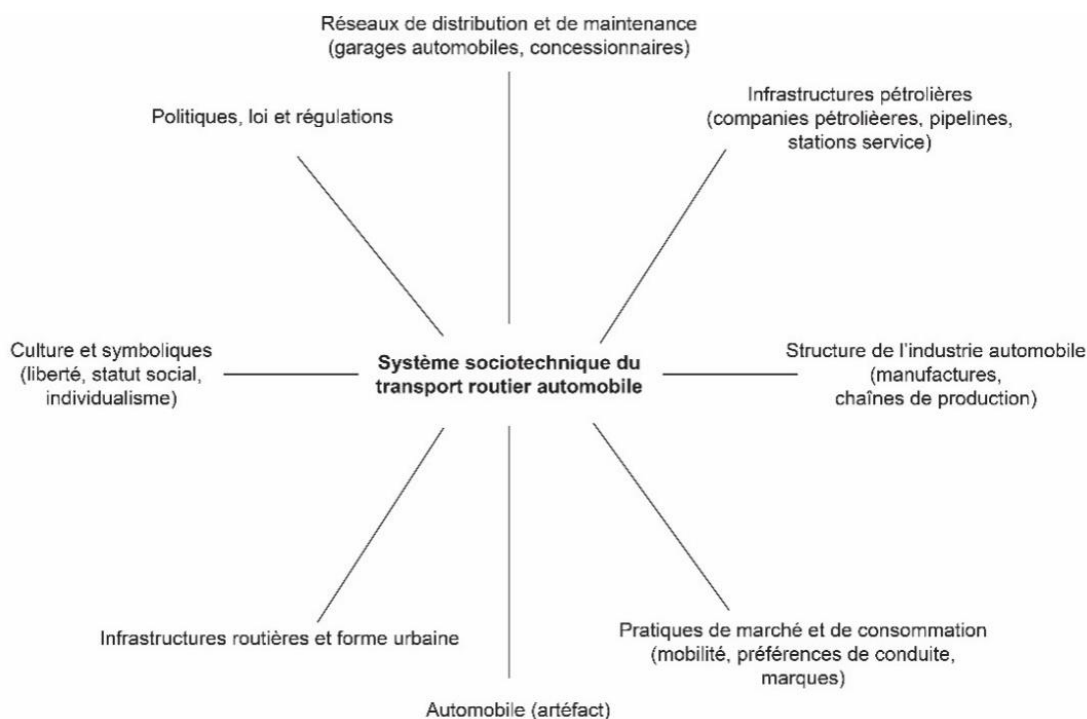 Réseaux de distribution et de maintenance
(garages automobiles, concessionnaires)
Infrastructures pétrolières
(companies pétrolièeres, pipelines,
stations service)
Politiques, loi et régulations
Culture et symboliques
(liberté, statut social,
individualisme)
Système sociotechnique du
transport routier automobile
Structure de l'industrie automobile
(manufactures,
chaînes de production)
Infrastructures routières et forme urbaine
Pratiques de marché et de consommation
(mobilité, préférences de conduite,
marques)
Automobile (artéfact)